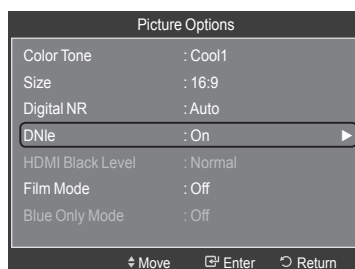 Picture Options
Color Tone : Cool1
Size : 16:9
Digital NR : Auto
DNIe : On
HDMI Black Level : Normal
Film Mode : Off
Blue Only Mode : Off
Move Enter Return